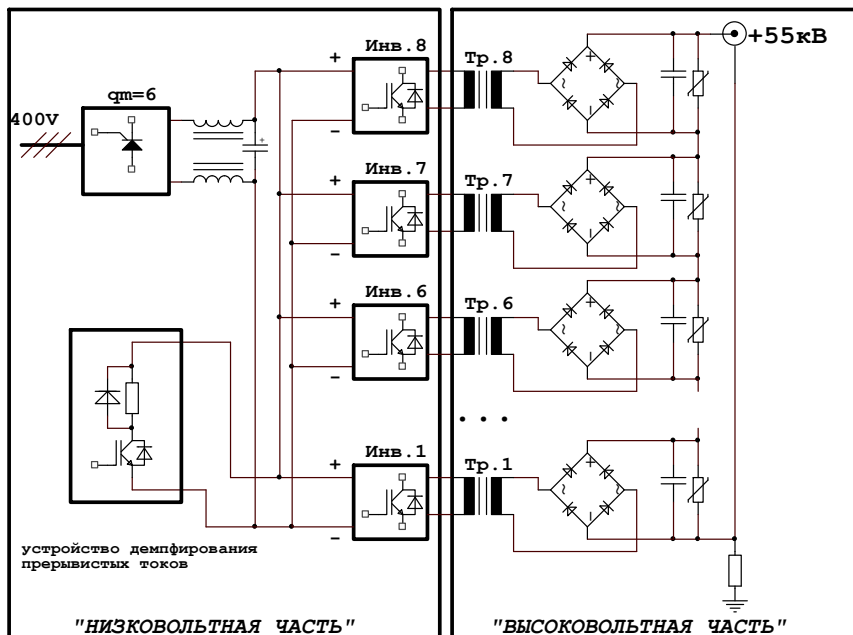 Инв.8
+
-
Тр.8
+55кВ
qm=6
400V
+
Инв.7
+
-
Тр.7
Инв.6
+
-
Тр.6
...
Инв.1
+
-
Тр.1
устройство демпфирования
прерывистых токов
"НИЗКОВОЛЬТНАЯ ЧАСТЬ"
"ВЫСОКОВОЛЬТНАЯ ЧАСТЬ"